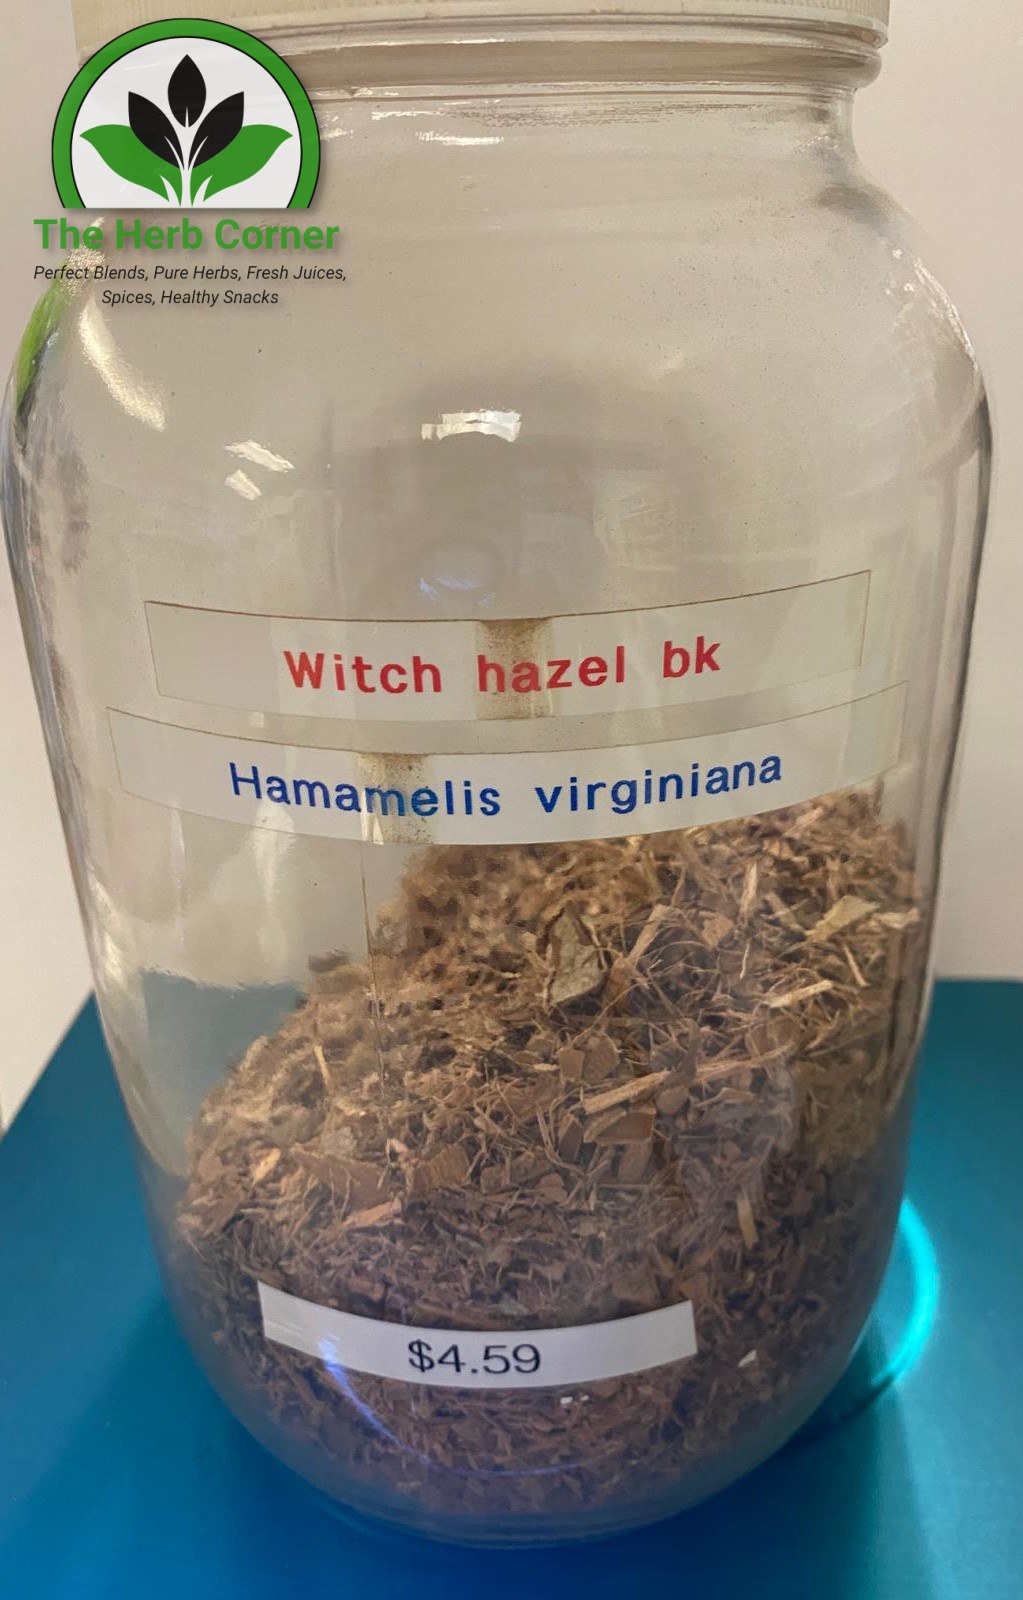 The Herb Corner
Perfect Blends, Pure Herbs, Fresh Juices,
Spices, Healthy Snacks
Witch hazel bk
Hamamelis virginiana
$4.59